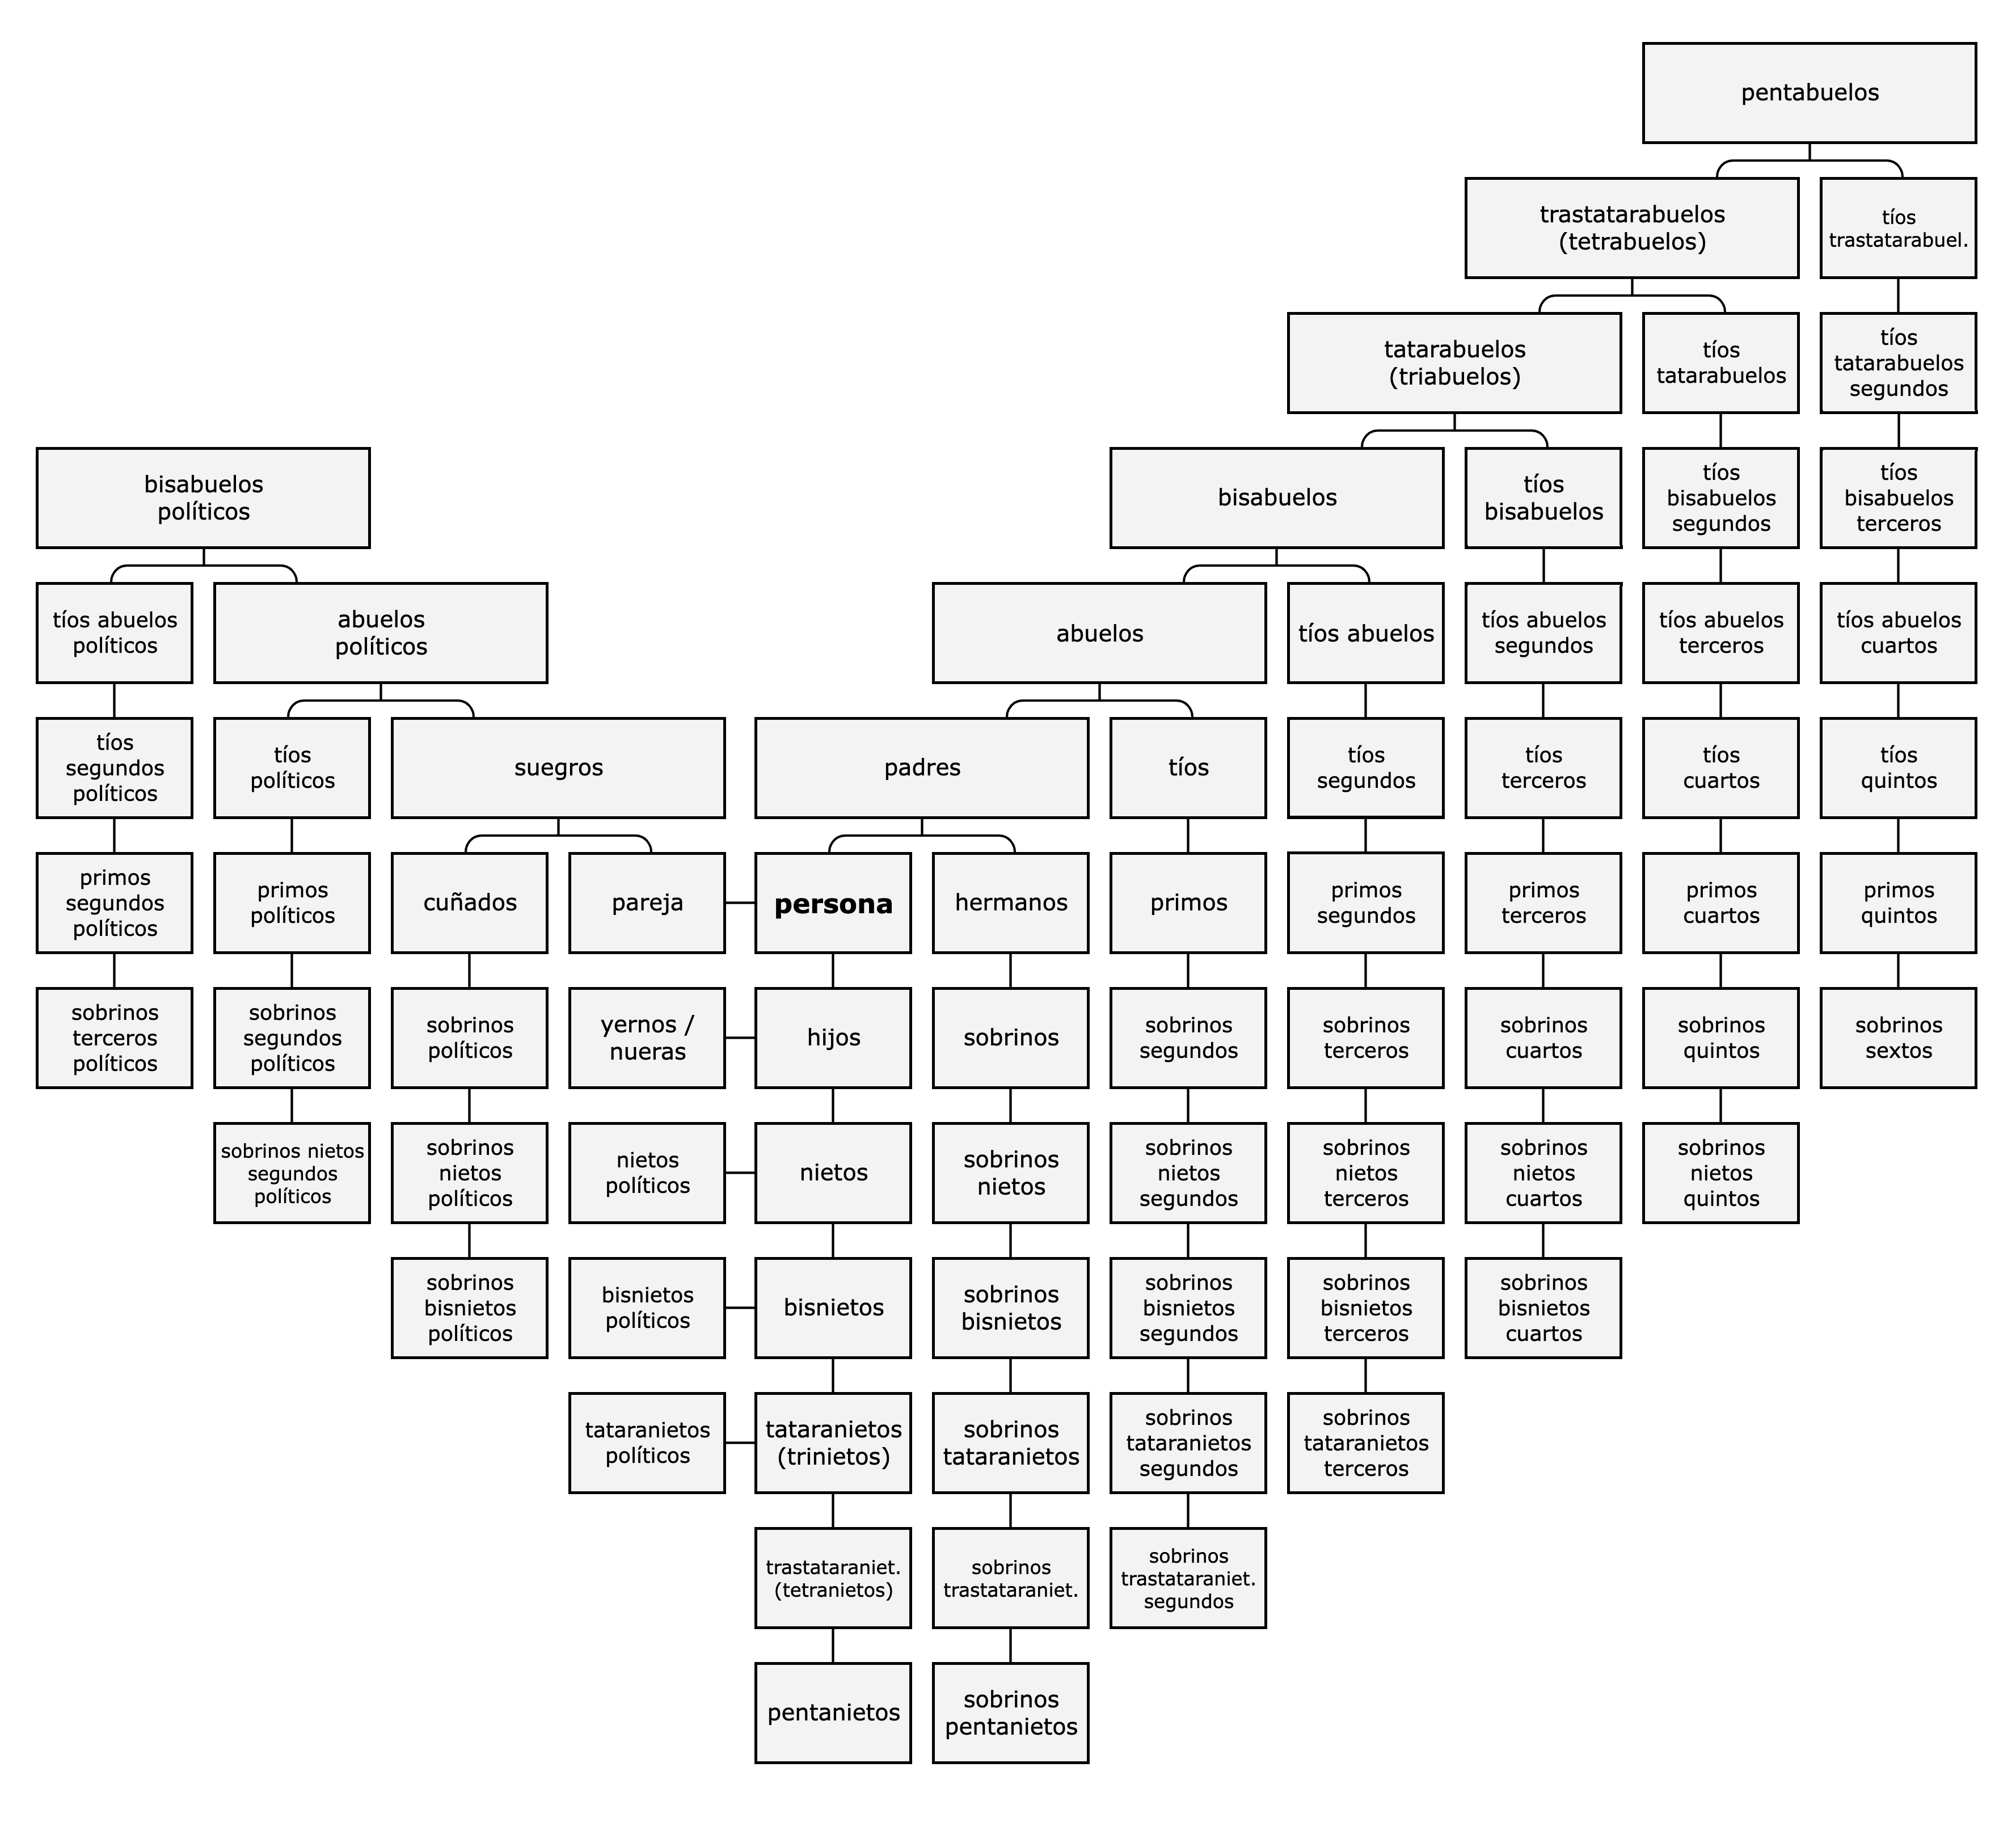 pentabuelos
trastatarabuelos
(tetrabuelos)
tíos
trastatarabuel.
tatarabuelos
(triabuelos)
tíos
tatarabuelos
tíos
tatarabuelos
segundos
bisabuelos
políticos
bisabuelos
tíos
bisabuelos
tíos
bisabuelos
segundos
tíos
bisabuelos
terceros
tíos abuelos
políticos
abuelos
políticos
abuelos
tíos abuelos
tíos abuelos
segundos
tíos abuelos
terceros
tíos abuelos
cuartos
tíos
segundos
políticos
tíos
políticos
suegros
padres
tíos
tíos
segundos
tíos
terceros
tíos
cuartos
tíos
quintos
primos
segundos
políticos
primos
políticos
cuñados
pareja
persona
hermanos
primos
primos
segundos
primos
terceros
primos
cuartos
primos
quintos
sobrinos
terceros
políticos
sobrinos
segundos
políticos
sobrinos
políticos
yernos /
nueras
hijos
sobrinos
sobrinos
segundos
sobrinos
terceros
sobrinos
cuartos
sobrinos
quintos
sobrinos
sextos
sobrinos nietos
segundos
políticos
sobrinos
nietos
políticos
nietos
políticos
nietos
sobrinos
nietos
sobrinos
nietos
segundos
sobrinos
nietos
terceros
sobrinos
nietos
cuartos
sobrinos
nietos
quintos
sobrinos
bisnietos
políticos
bisnietos
políticos
bisnietos
sobrinos
bisnietos
sobrinos
bisnietos
segundos
sobrinos
bisnietos
terceros
sobrinos
bisnietos
cuartos
tataranietos
políticos
tataranietos
(trinietos)
sobrinos
tataranietos
sobrinos
tataranietos
segundos
sobrinos
tataranietos
terceros
trastataraniet.
(tetranietos)
sobrinos
trastataraniet.
sobrinos
trastataraniet.
segundos
pentanietos
sobrinos
pentanietos